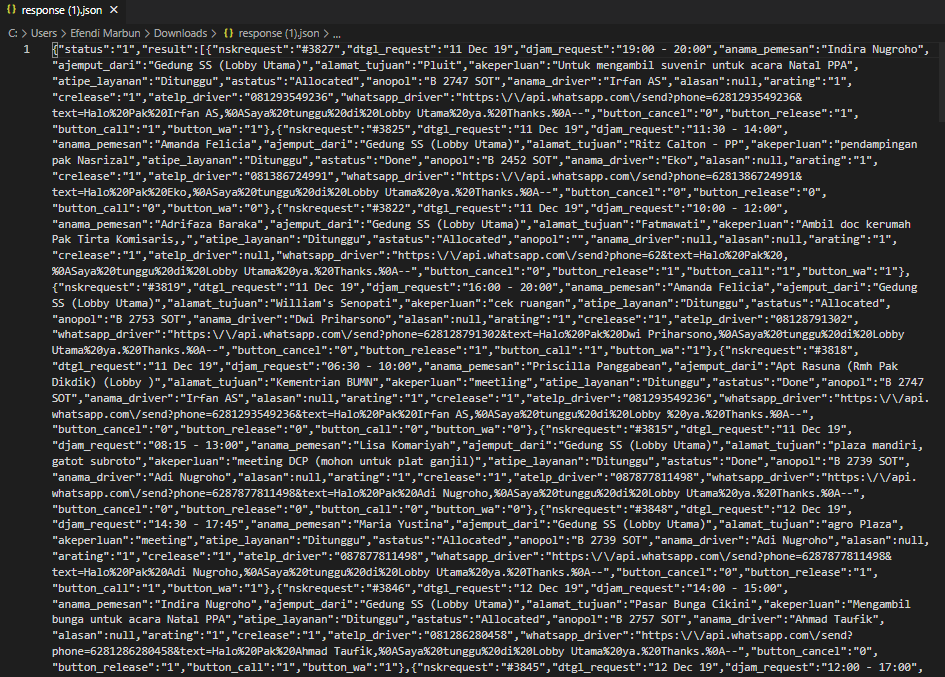 {} response (1).json ×
C: > Users > Efendi Marbun > Downloads > {} response (1).json > ...
1 {"status":"1","result":[{"nskrequest":"#3827","dtgl_request":"11 Dec 19","djam_request":"19:00 - 20:00","anama_pemesan":"Indira Nugroho",
"ajemput_dari":"Gedung SS (Lobby Utama)","alamat_tujuan":"Pluit","akeperluan":"Untuk mengambil suvenir untuk acara Natal PPA",
"atipe_layanan":"Ditunggu","astatus":"Allocated","anopol":"B 2747 SOT","anama_driver":"Irfan AS","alasan":null,"arating":"1",
"crelease":"1","atelp_driver":"081293549236","whatsapp_driver":"https:\/\/api.whatsapp.com\/send?phone=6281293549236&
text=Halo%20Pak%20Irfan AS,%0ASaya%20tunggu%20di%20Lobby Utama%20ya.%20Thanks.%0A--","button_cancel":"0","button_release":"1",
"button_call":"1","button_wa":"1"},{"nskrequest":"#3825","dtgl_request":"11 Dec 19","djam_request":"11:30 - 14:00",
"anama_pemesan":"Amanda Felicia","ajemput_dari":"Gedung SS (Lobby Utama)","alamat_tujuan":"Ritz Calton - PP","akeperluan":"pendampingan
pak Nasrizal","atipe_layanan":"Ditunggu","astatus":"Done","anopol":"B 2452 SOT","anama_driver":"Eko","alasan":null,"arating":"1",
"crelease":"1","atelp_driver":"081386724991","whatsapp_driver":"https:\/\/api.whatsapp.com\/send?phone=6281386724991&
text=Halo%20Pak%20Eko,%0ASaya%20tunggu%20di%20Lobby Utama%20ya.%20Thanks.%0A--","button_cancel":"0","button_release":"0",
"button_call":"0","button_wa":"0"},{"nskrequest":"#3822","dtgl_request":"11 Dec 19","djam_request":"10:00 - 12:00",
"anama_pemesan":"Adrifaza Baraka","ajemput_dari":"Gedung SS (Lobby Utama)","alamat_tujuan":"Fatmawati","akeperluan":"Ambil doc kerumah
Pak Tirta Komisaris,,","atipe_layanan":"Ditunggu","astatus":"Allocated","anopol":"","anama_driver":null,"alasan":null,"arating":"1",
"crelease":"1","atelp_driver":null,"whatsapp_driver":"https:\/\/api.whatsapp.com\/send?phone=62&text=Halo%20Pak%20,
%0ASaya%20tunggu%20di%20Lobby Utama%20ya.%20Thanks.%0A--","button_cancel":"0","button_release":"1","button_call":"1","button_wa":"1"},
{"nskrequest":"#3819","dtgl_request":"11 Dec 19","djam_request":"16:00 - 20:00","anama_pemesan":"Amanda Felicia","ajemput_dari":"Gedung
SS (Lobby Utama)","alamat_tujuan":"William's Senopati","akeperluan":"cek ruangan","atipe_layanan":"Ditunggu","astatus":"Allocated",
"anopol":"B 2753 SOT","anama_driver":"Dwi Priharsono","alasan":null,"arating":"1","crelease":"1","atelp_driver":"08128791302",
"whatsapp_driver":"https:\/\/api.whatsapp.com\/send?phone=628128791302&text=Halo%20Pak%20Dwi Priharsono,%0ASaya%20tunggu%20di%20Lobby
Utama%20ya.%20Thanks.%0A--","button_cancel":"0","button_release":"1","button_call":"1","button_wa":"1"},{"nskrequest":"#3818",
"dtgl_request":"11 Dec 19","djam_request":"06:30 - 10:00","anama_pemesan":"Priscilla Panggabean","ajemput_dari":"Apt Rasuna (Rmh Pak
Dikdik) (Lobby )","alamat_tujuan":"Kementrian BUMN","akeperluan":"meeting","atipe_layanan":"Ditunggu","astatus":"Done","anopol":"B 2747
SOT","anama_driver":"Irfan AS","alasan":null,"arating":"1","crelease":"1","atelp_driver":"081293549236","whatsapp_driver":"https:\/\/api.
whatsapp.com\/send?phone=6281293549236&text=Halo%20Pak%20Irfan AS,%0ASaya%20tunggu%20di%20Lobby %20ya.%20Thanks.%0A--",
"button_cancel":"0","button_release":"0","button_call":"0","button_wa":"0"},{"nskrequest":"#3815","dtgl_request":"11 Dec 19",
"djam_request":"08:15 - 13:00","anama_pemesan":"Lisa Komariyah","ajemput_dari":"Gedung SS (Lobby Utama)","alamat_tujuan":"plaza mandiri,
gatot subroto","akeperluan":"meeting DCP (mohon untuk plat ganjil)","atipe_layanan":"Ditunggu","astatus":"Done","anopol":"B 2739 SOT",
"anama_driver":"Adi Nugroho","alasan":null,"arating":"1","crelease":"1","atelp_driver":"087877811498","whatsapp_driver":"https:\/\/api.
whatsapp.com\/send?phone=6287877811498&text=Halo%20Pak%20Adi Nugroho,%0ASaya%20tunggu%20di%20Lobby Utama%20ya.%20Thanks.%0A--",
"button_cancel":"0","button_release":"0","button_call":"0","button_wa":"0"},{"nskrequest":"#3848","dtgl_request":"12 Dec 19",
"djam_request":"14:30 - 17:45","anama_pemesan":"Maria Yustina","ajemput_dari":"Gedung SS (Lobby Utama)","alamat_tujuan":"agro Plaza",
"akeperluan":"meeting","atipe_layanan":"Ditunggu","astatus":"Allocated","anopol":"B 2739 SOT","anama_driver":"Adi Nugroho","alasan":null,
"arating":"1","crelease":"1","atelp_driver":"087877811498","whatsapp_driver":"https:\/\/api.whatsapp.com\/send?phone=6287877811498&
text=Halo%20Pak%20Adi Nugroho,%0ASaya%20tunggu%20di%20Lobby Utama%20ya.%20Thanks.%0A--","button_cancel":"0","button_release":"1",
"button_call":"1","button_wa":"1"},{"nskrequest":"#3846","dtgl_request":"12 Dec 19","djam_request":"14:00 - 15:00",
"anama_pemesan":"Indira Nugroho","ajemput_dari":"Gedung SS (Lobby Utama)","alamat_tujuan":"Pasar Bunga Cikini","akeperluan":"Mengambil
bunga untuk acara Natal PPA","atipe_layanan":"Ditunggu","astatus":"Allocated","anopol":"B 2757 SOT","anama_driver":"Ahmad Taufik",
"alasan":null,"arating":"1","crelease":"1","atelp_driver":"081286280458","whatsapp_driver":"https:\/\/api.whatsapp.com\/send?
phone=6281286280458&text=Halo%20Pak%20Ahmad Taufik,%0ASaya%20tunggu%20di%20Lobby Utama%20ya.%20Thanks.%0A--","button_cancel":"0",
"button_release":"1","button_call":"1","button_wa":"1"},{"nskrequest":"#3845","dtgl_request":"12 Dec 19","djam_request":"12:00 - 17:00",